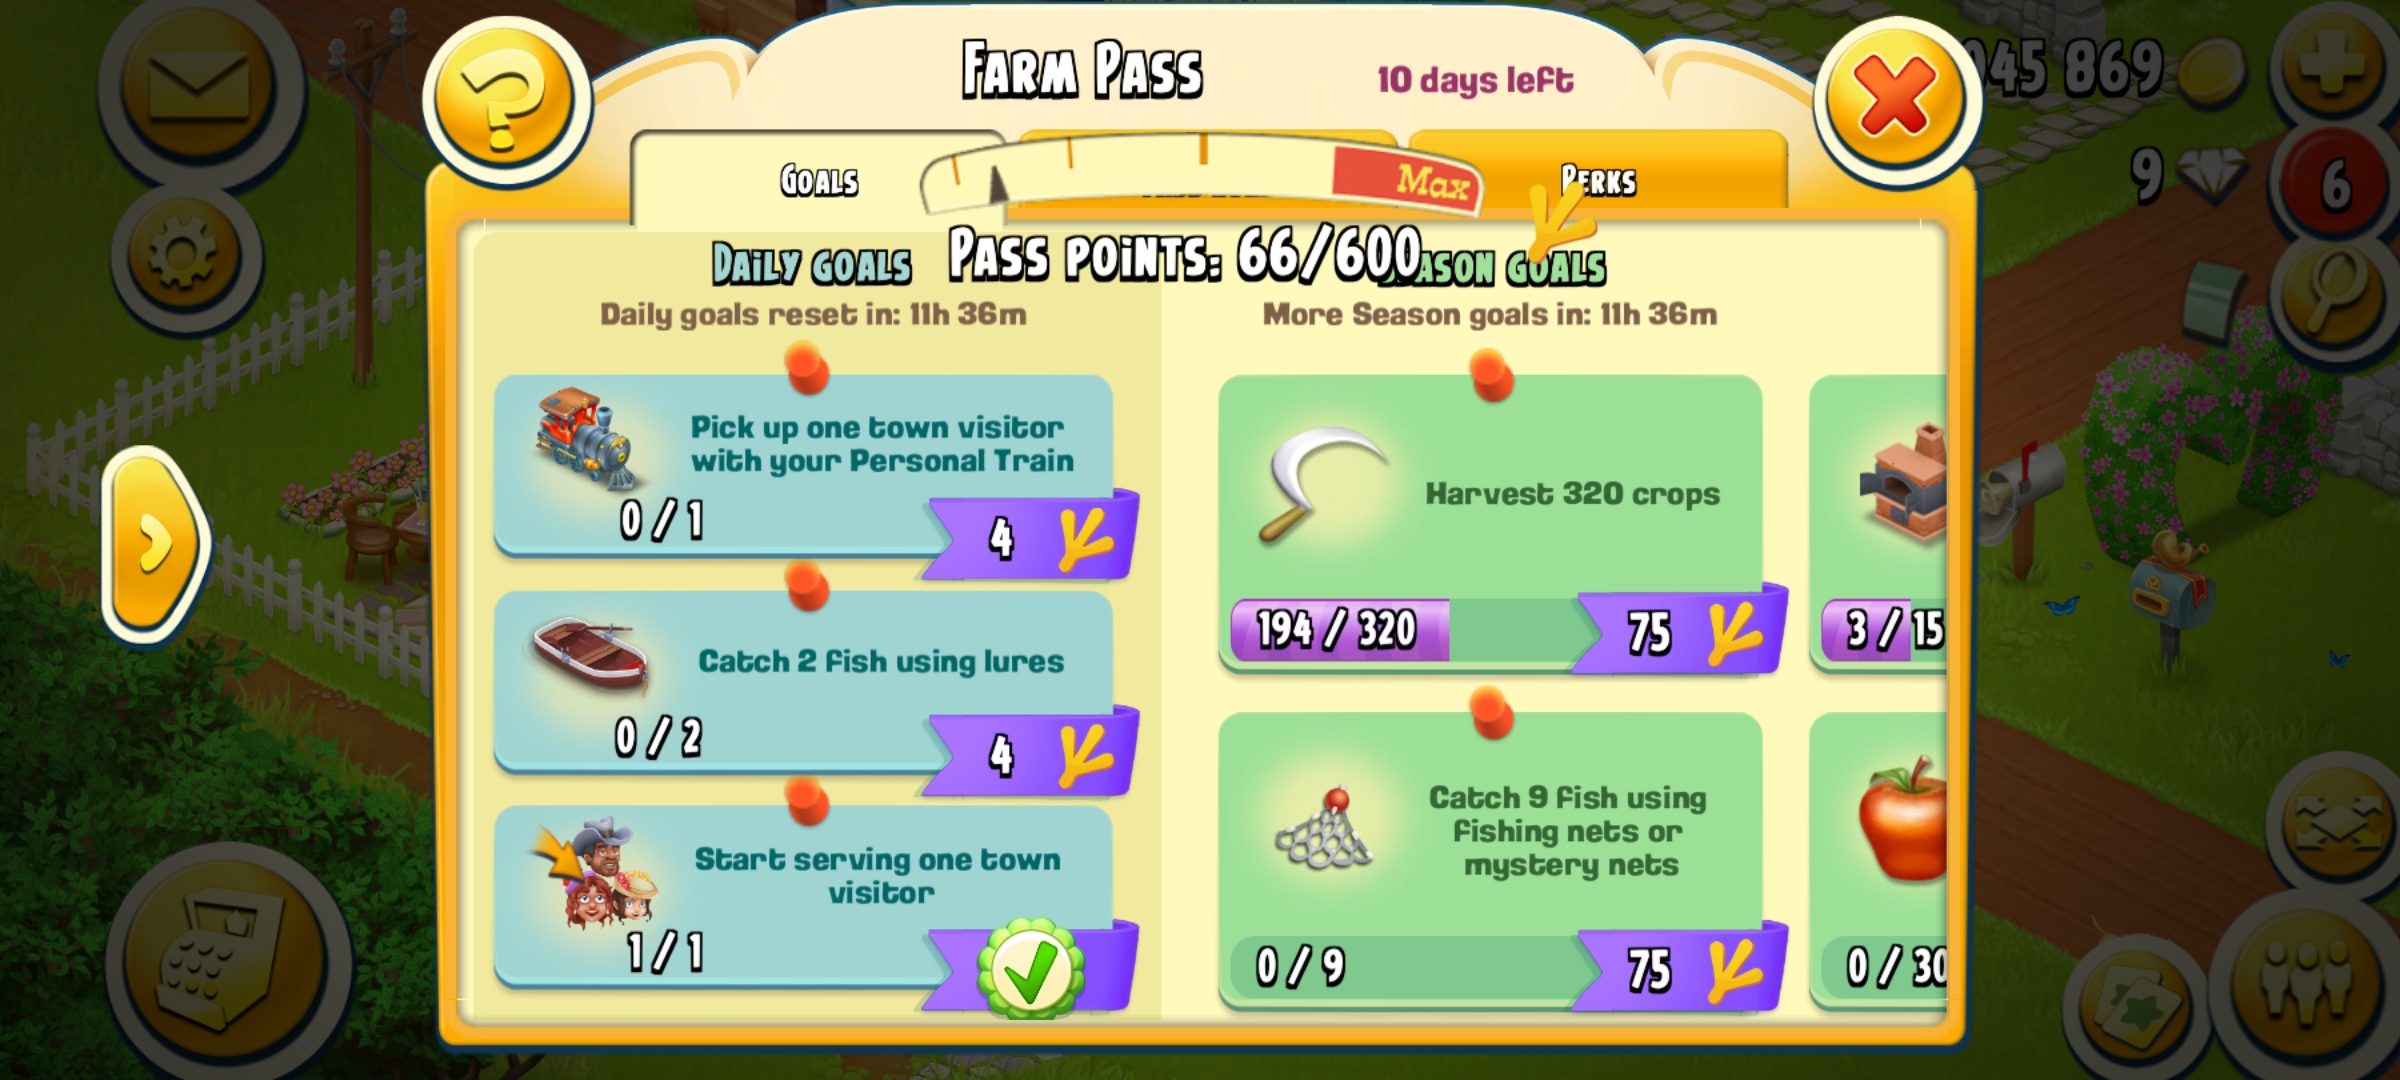 FARM PASS
10 days left
045 869
9
6
GOALS
Max
PERKS
PASS POINTS: 66/600
DAILY GOALS
Daily goals reset in: 11h 36m
ASON GOALS
More Season goals in: 11h 36m
Pick up one town visitor
with your Personal Train
0 / 1
4
Catch 2 fish using lures
0 / 2
4
Start serving one town
visitor
1 / 1
Harvest 320 crops
194 / 320
75
3 / 15
Catch 9 fish using
fishing nets or
mystery nets
0 / 9
75
0 / 30